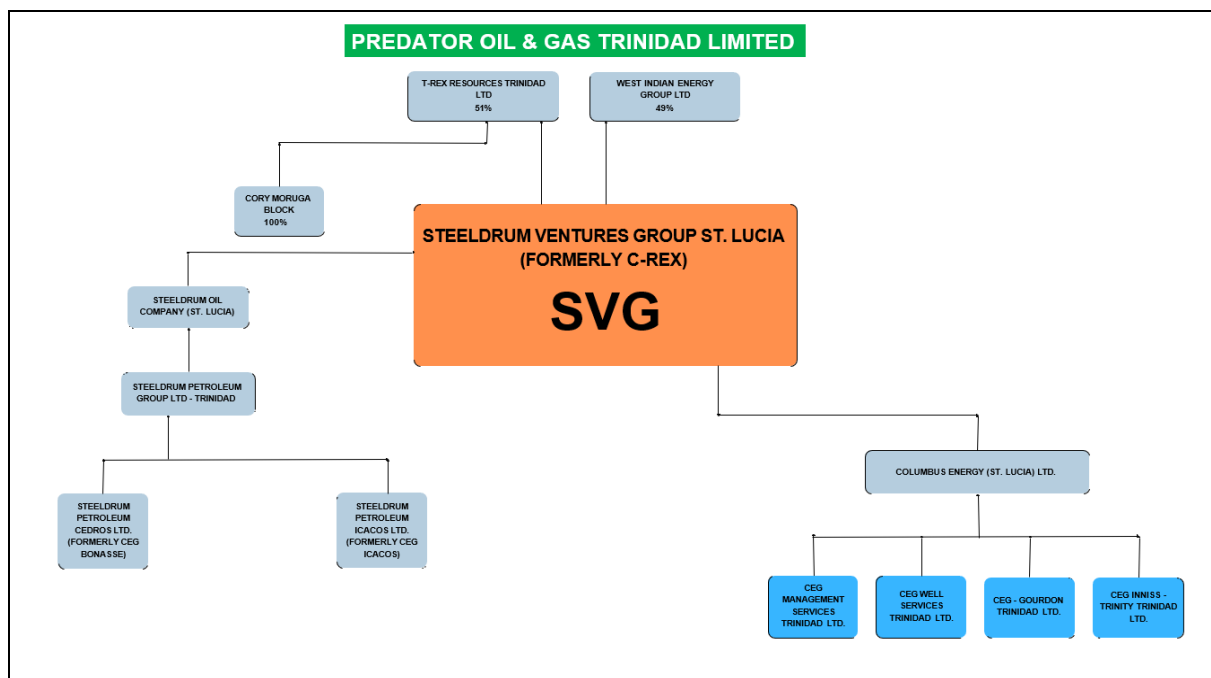 PREDATOR OIL & GAS TRINIDAD LIMITED
T-REX RESOURCES TRINIDAD
LTD
51%
WEST INDIAN ENERGY
GROUP LTD
49%
CORY MORUGA
BLOCK
100%
STEELDRUM VENTURES GROUP ST. LUCIA
(FORMERLY C-REX)
SVG
STEELDRUM OIL
COMPANY (ST. LUCIA)
STEELDRUM PETROLEUM
GROUP LTD - TRINIDAD
STEELDRUM
PETROLEUM
CEDROS LTD.
(FORMERLY CEG
BONASSE)
STEELDRUM
PETROLEUM
ICACOS LTD.
(FORMERLY CEG
ICACOS)
COLUMBUS ENERGY (ST. LUCIA) LTD.
CEG
MANAGEMENT
SERVICES
TRINIDAD LTD.
CEG WELL
SERVICES
TRINIDAD LTD.
CEG - GOURDON
TRINIDAD LTD.
CEG INNISS -
TRINITY TRINIDAD
LTD.